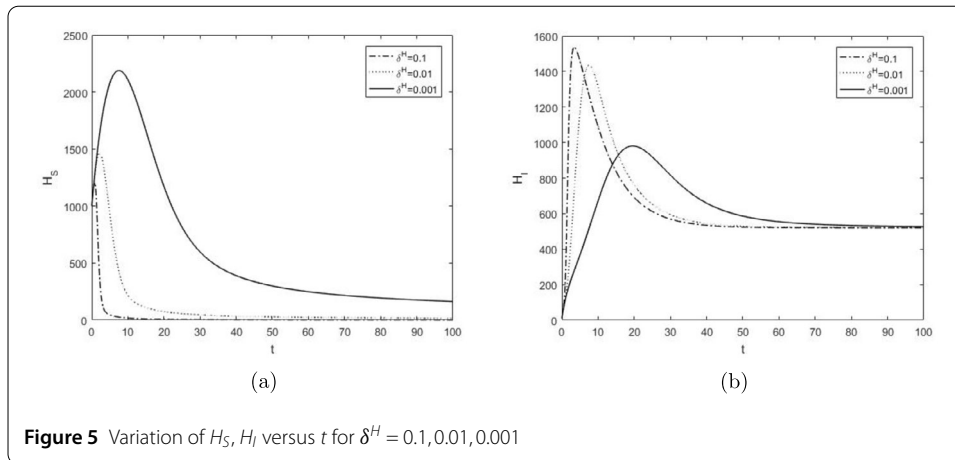 2500
2000
1500
1000
500
0
H_S
0 10 20 30 40 50 60 70 80 90 100
t
δ^H=0.1
δ^H=0.01
δ^H=0.001
(a)
1600
1400
1200
1000
800
600
400
200
0
H_I
0 10 20 30 40 50 60 70 80 90 100
t
δ^H=0.1
δ^H=0.01
δ^H=0.001
(b)
Figure 5 Variation of H_S, H_I versus t for δ^H = 0.1, 0.01, 0.001